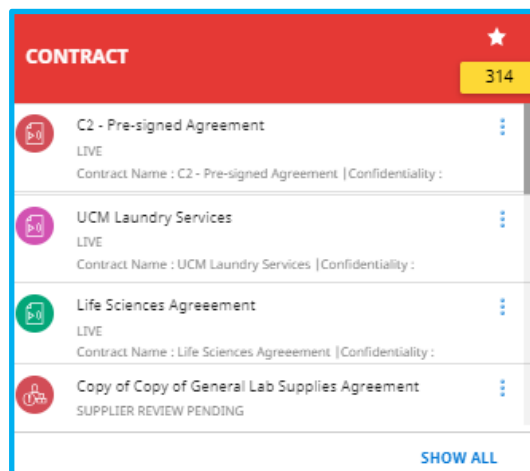 CONTRACT
314
C2 - Pre-signed Agreement
LIVE
Contract Name : C2 - Pre-signed Agreement |Confidentiality :
UCM Laundry Services
LIVE
Contract Name : UCM Laundry Services |Confidentiality :
Life Sciences Agreeement
LIVE
Contract Name : Life Sciences Agreeement |Confidentiality :
Copy of Copy of General Lab Supplies Agreement
SUPPLIER REVIEW PENDING
SHOW ALL